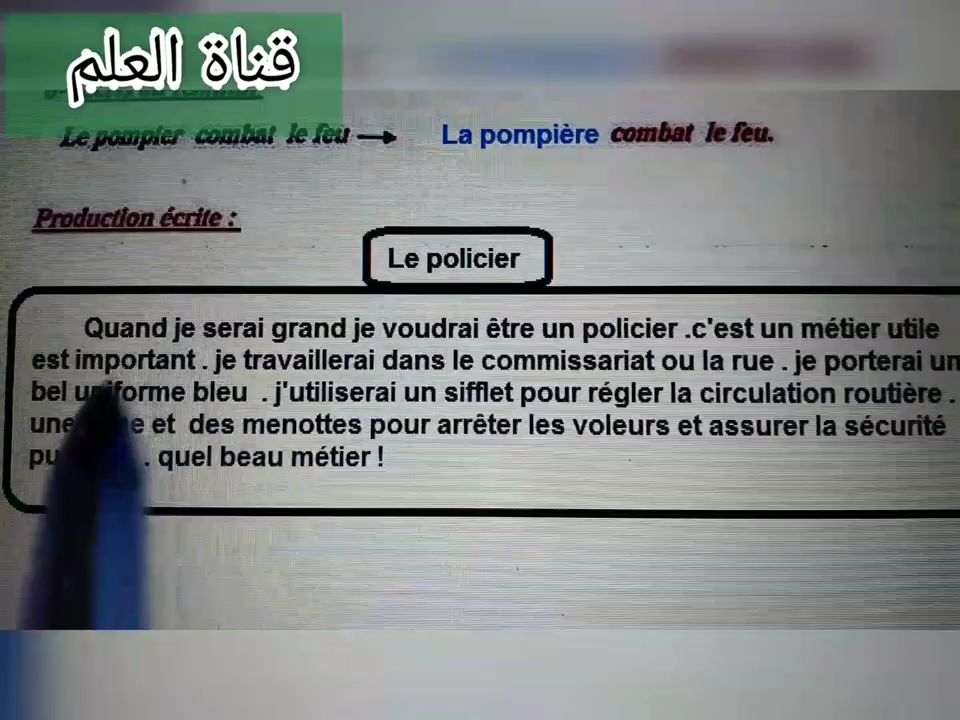 قناة العلم
Le pompier combat le feu → La pompière combat le feu.
Production écrite :
Le policier
Quand je serai grand je voudrai être un policier .c'est un métier utile
est important . je travaillerai dans le commissariat ou la rue . je porterai un
bel uniforme bleu . j'utiliserai un sifflet pour régler la circulation routière .
une et des menottes pour arrêter les voleurs et assurer la sécurité
. quel beau métier !